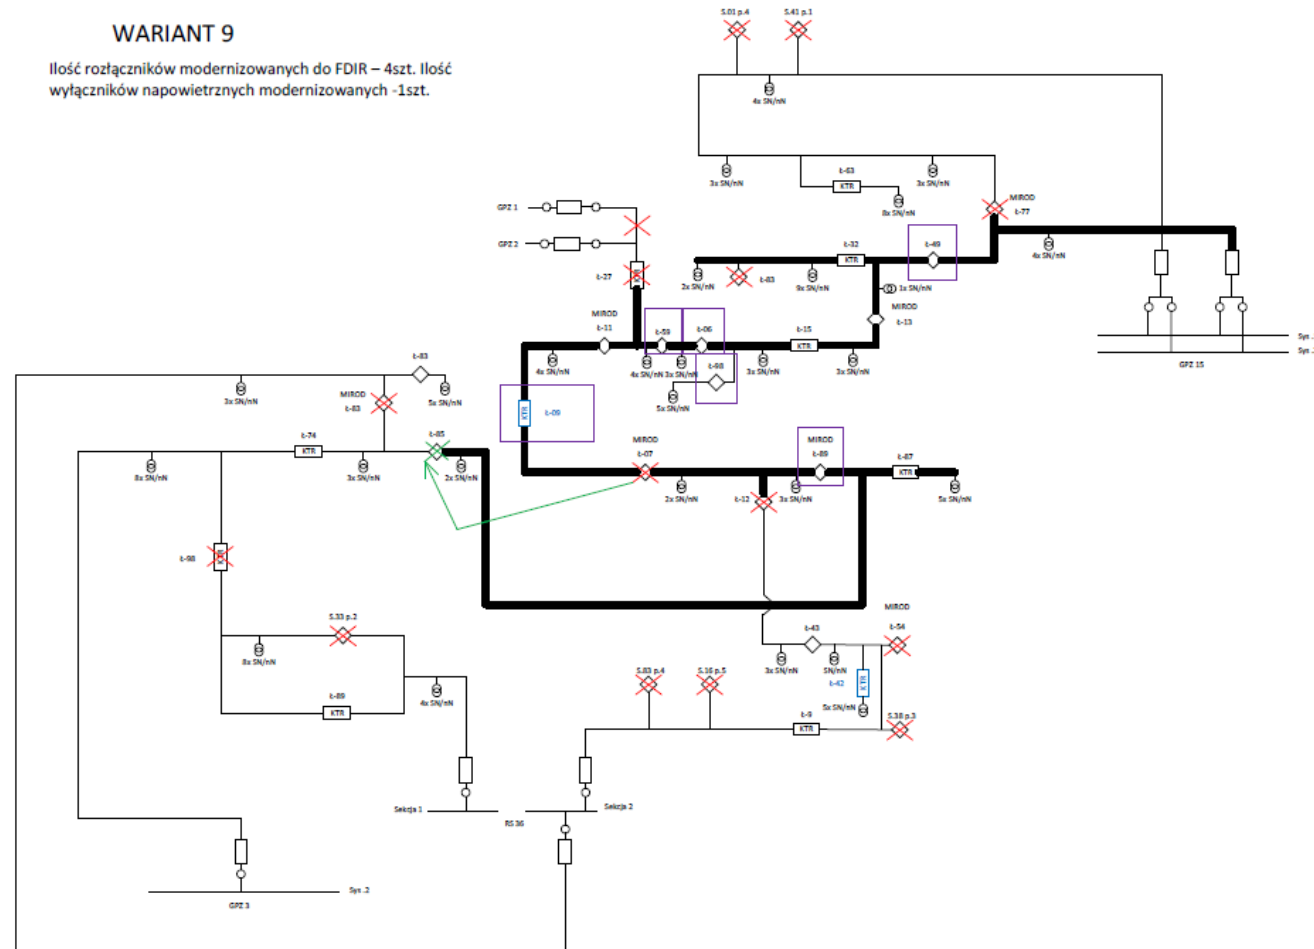 WARIANT 9
Ilość rozłączników modernizowanych do FDIR – 4szt. Ilość
wyłączników napowietrznych modernizowanych -1szt.
S.01 p.4
S.41 p.1
4x SN/nN
3x SN/nN
Ł-63
KTR
3x SN/nN
8x SN/nN
MIROD
Ł-77
GPZ 1
GPZ 2
Ł-27
KTR
Ł-32
KTR
Ł-49
4x SN/nN
2x SN/nN
Ł-83
9x SN/nN
1x SN/nN
MIROD
Ł-13
MIROD
Ł-11
Ł-59
Ł-06
Ł-15
KTR
4x SN/nN
4x SN/nN
3x SN/nN
Ł-98
3x SN/nN
3x SN/nN
5x SN/nN
Sys .
Sys .
GPZ 15
Ł-83
3x SN/nN
MIROD
Ł-83
5x SN/nN
KTR
Ł-09
Ł-74
KTR
Ł-85
8x SN/nN
3x SN/nN
2x SN/nN
MIROD
Ł-07
MIROD
Ł-89
Ł-87
KTR
2x SN/nN
Ł-12
3x SN/nN
5x SN/nN
Ł-98
KTR
S.33 p.2
8x SN/nN
Ł-89
KTR
4x SN/nN
MIROD
Ł-54
Ł-43
3x SN/nN
SN/nN
Ł-42
KTR
5x SN/nN
S.83 p.4
S.16 p.5
Ł-9
KTR
S.38 p.3
Sekcja 1
RS 36
Sekcja 2
Sys .2
GPZ 3